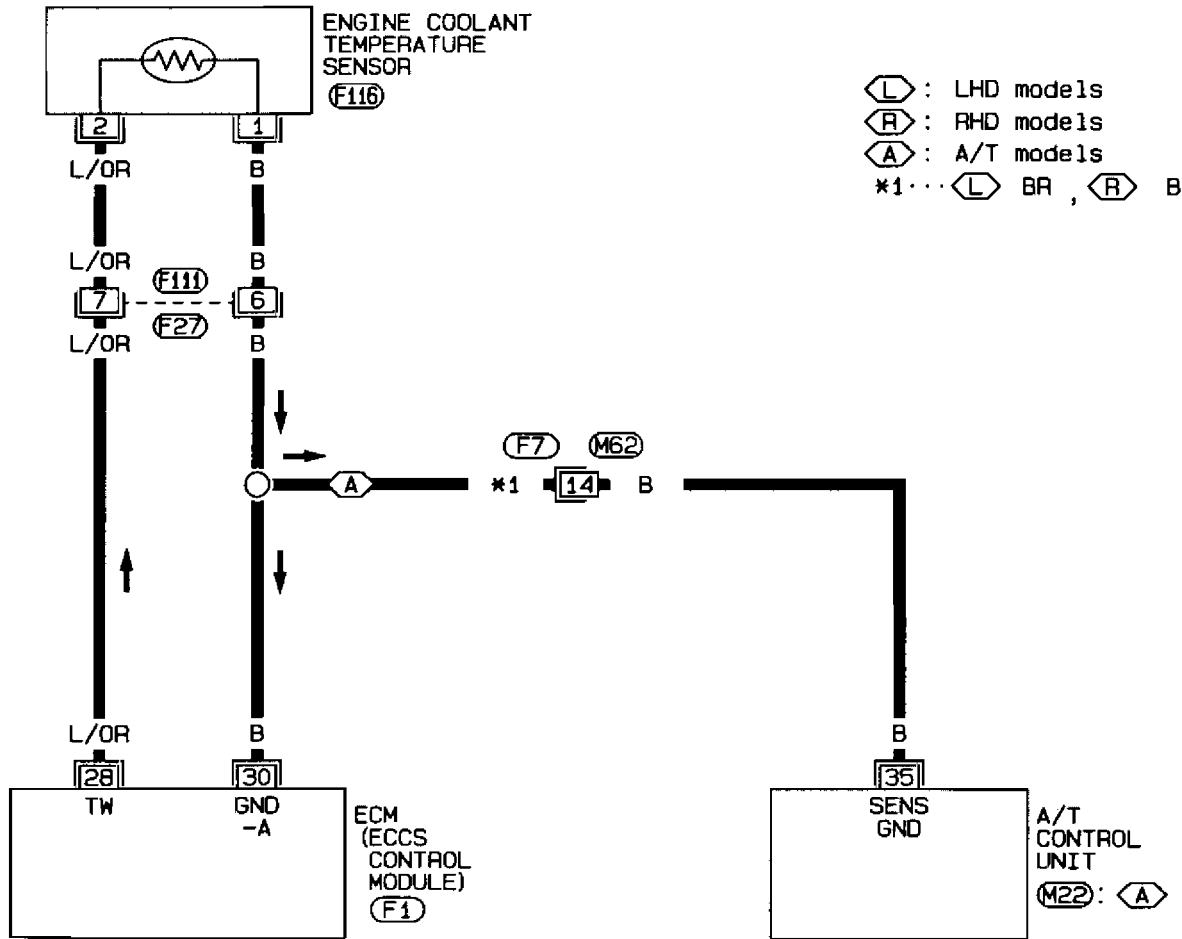 ENGINE COOLANT
TEMPERATURE
SENSOR
F116
L : LHD models
R : RHD models
A : A/T models
*1··· L BR , R B
2 1
L/OR B
L/OR B
F111
7 6
F27
L/OR B
F7 M62
A *1 14 B
L/OR B B
28 30 35
TW GND
-A
SENS
GND
ECM
(ECCS
CONTROL
MODULE)
F1
A/T
CONTROL
UNIT
M22 : A